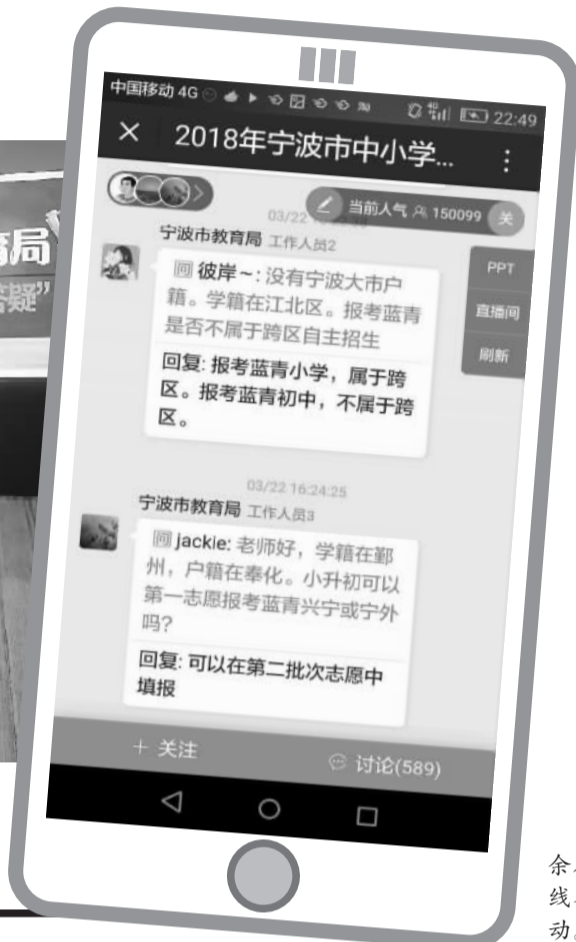 中国移动 4G 22:49
2018年宁波市中小学...
当前人气 150099 关
03/22
宁波市教育局 工作人员2
PPT
直播间
刷新
问 彼岸～: 没有宁波大市户
籍。学籍在江北区。报考蓝青
是否不属于跨区自主招生
回复: 报考蓝青小学，属于跨
区。报考蓝青初中，不属于跨
区。
03/22 16:24:25
宁波市教育局 工作人员3
问 jackie: 老师好，学籍在鄞
州，户籍在奉化。小升初可以
第一志愿报考蓝青兴宁或宁外
吗?
回复: 可以在第二批次志愿中
填报
+ 关注
讨论(589)
局
答疑”
余
线
动。